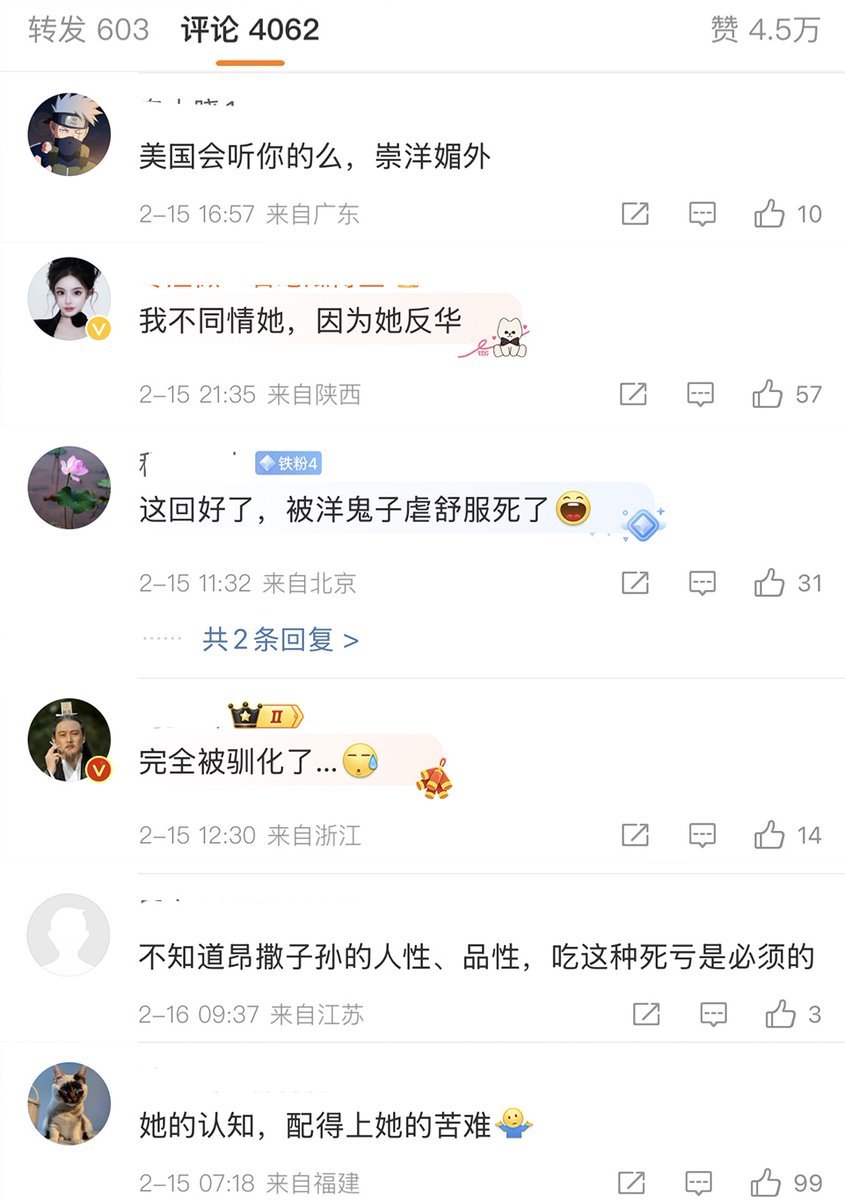 转发 603 评论 4062 赞 4.5万
美国会听你的么，崇洋媚外
2-15 16:57 来自广东 10
我不同情她，因为她反华
2-15 21:35 来自陕西 57
铁粉4
这回好了，被洋鬼子虐舒服死了
2-15 11:32 来自北京 31
共2条回复 >
II
完全被驯化了...
2-15 12:30 来自浙江 14
不知道昂撒子孙的人性、品性，吃这种死亏是必须的
2-16 09:37 来自江苏 3
她的认知，配得上她的苦难
2-15 07:18 来自福建 99